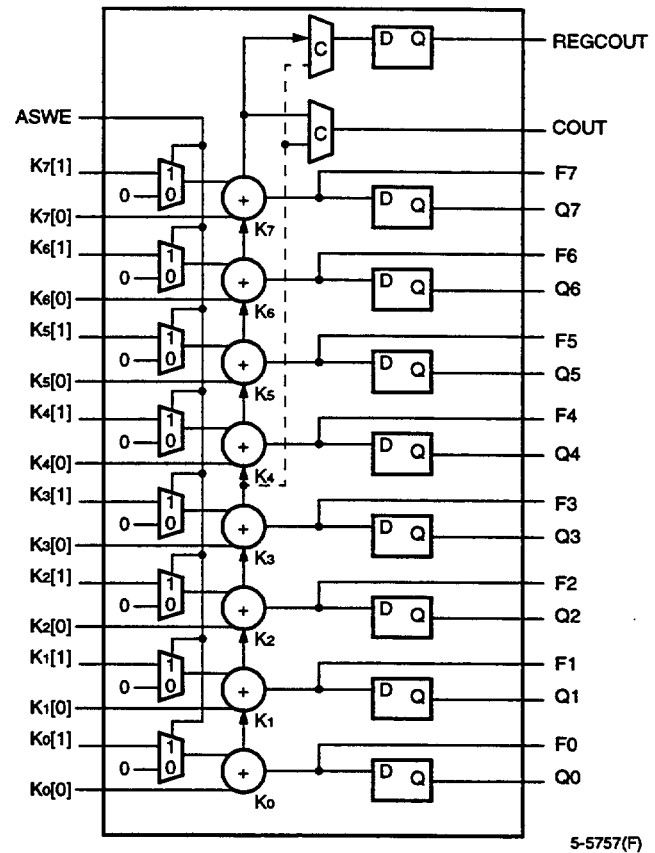 D Q REGCOUT
C
ASWE
C COUT
K7[1] 1 F7
0 0 + D Q Q7
K7[0] K7
K6[1] 1 F6
0 0 + D Q Q6
K6[0] K6
K5[1] 1 F5
0 0 + D Q Q5
K5[0] K5
K4[1] 1 F4
0 0 + D Q Q4
K4[0] K4
K3[1] 1 F3
0 0 + D Q Q3
K3[0] K3
K2[1] 1 F2
0 0 + D Q Q2
K2[0] K2
K1[1] 1 F1
0 0 + D Q Q1
K1[0] K1
K0[1] 1 F0
0 0 + D Q Q0
K0[0] K0
5-5757(F)